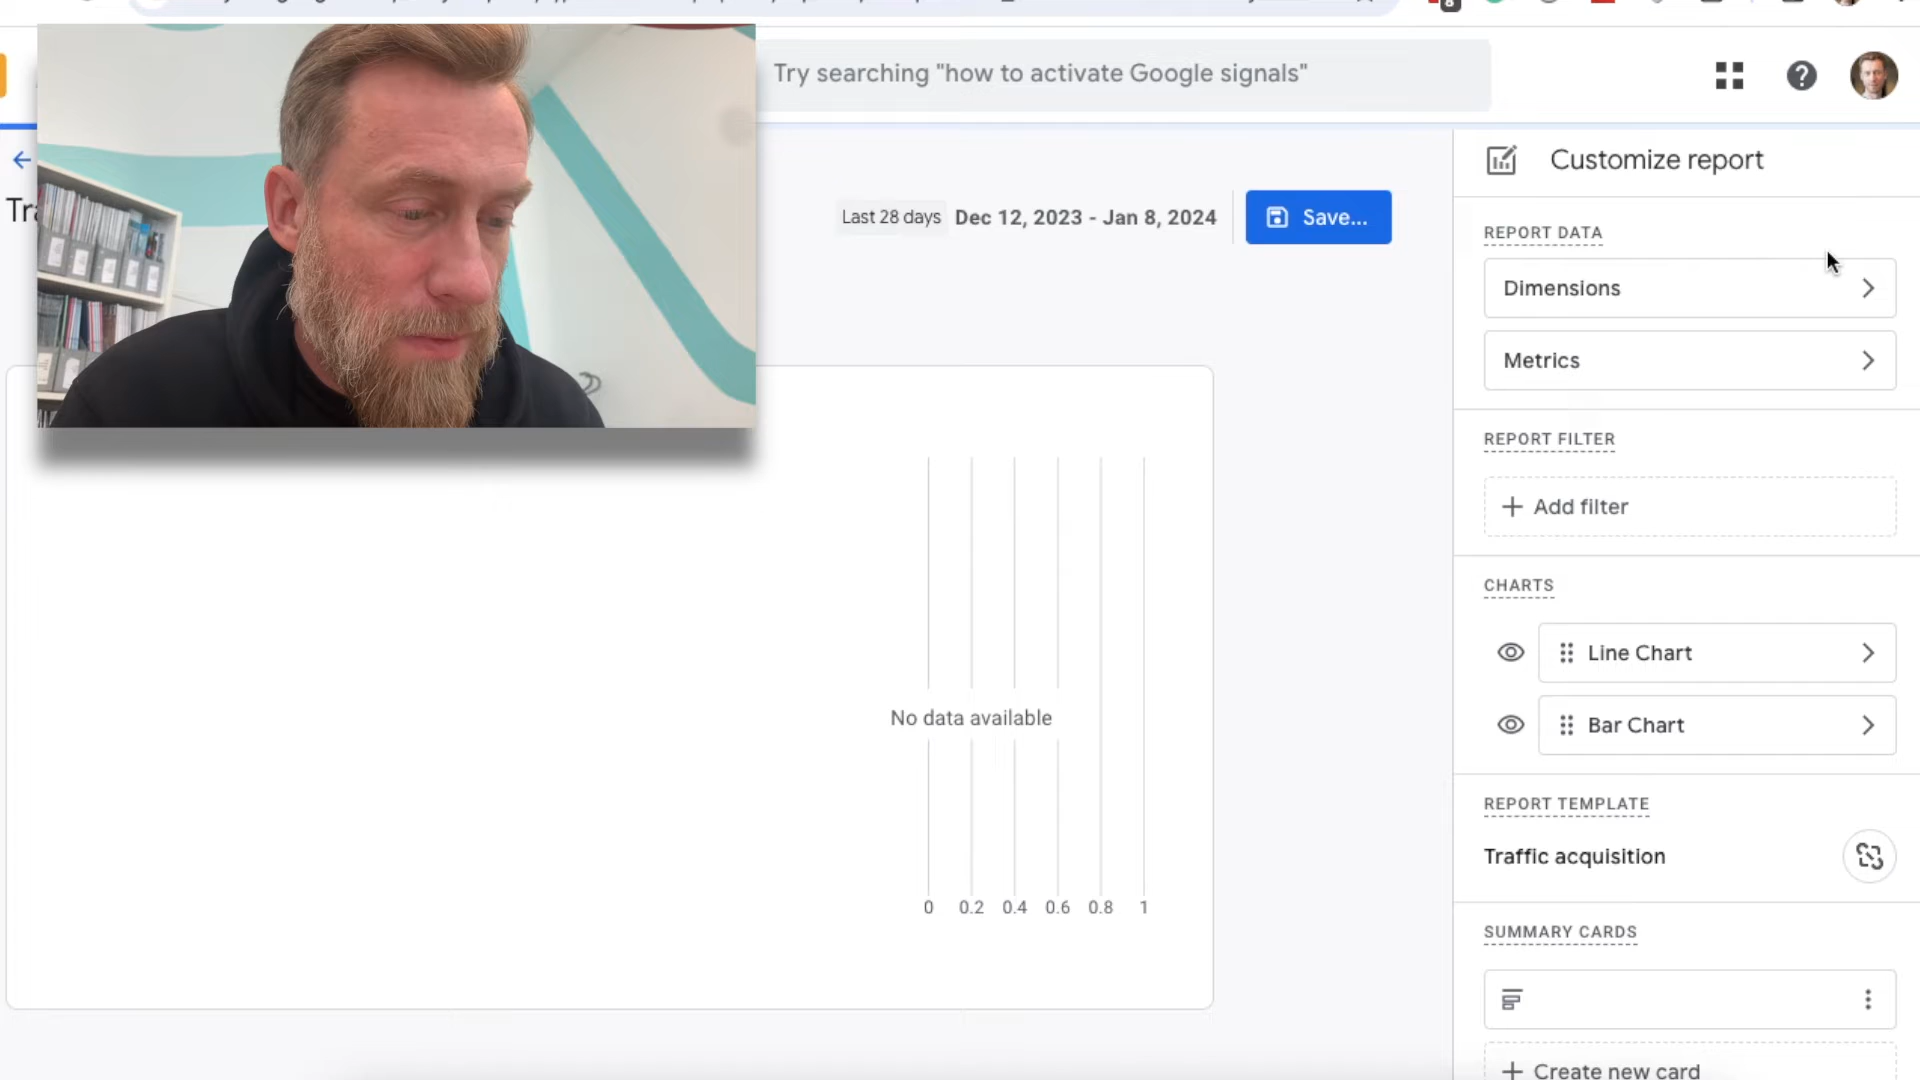 8
Try searching "how to activate Google signals"
Customize report
Tra
Last 28 days Dec 12, 2023 - Jan 8, 2024
Save...
REPORT DATA
Dimensions
Metrics
REPORT FILTER
Add filter
CHARTS
Line Chart
Bar Chart
No data available
0 0.2 0.4 0.6 0.8 1
REPORT TEMPLATE
Traffic acquisition
SUMMARY CARDS
Create new card